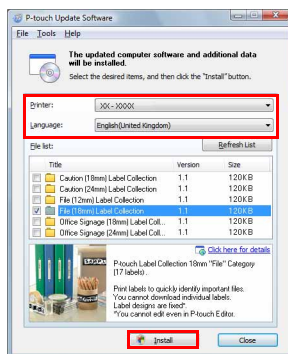 P-touch Update Software
File Tools Help
The updated computer software and additional data
will be installed.
Select the desired items, and then click the "Install" button.
Printer: XX - XXXX
Language: English(United Kingdom)
File list: Refresh List
Title Version Size
Caution (18mm) Label Collection 1.1 120KB
Caution (24mm) Label Collection 1.1 120KB
File (12mm) Label Collection 1.1 120KB
File (18mm) Label Collection 1.1 120KB
Office Signage (18mm) Label Coll... 1.1 120KB
Office Signage (24mm) Label Coll... 1.1 120KB
Click here for details
P-touch Label Collection 18mm "File" Category
(17 labels).
Print labels to quickly identify important files.
You cannot download individual labels.
Label designs are fixed*.
*You cannot edit even in P-touch Editor.
Install Close